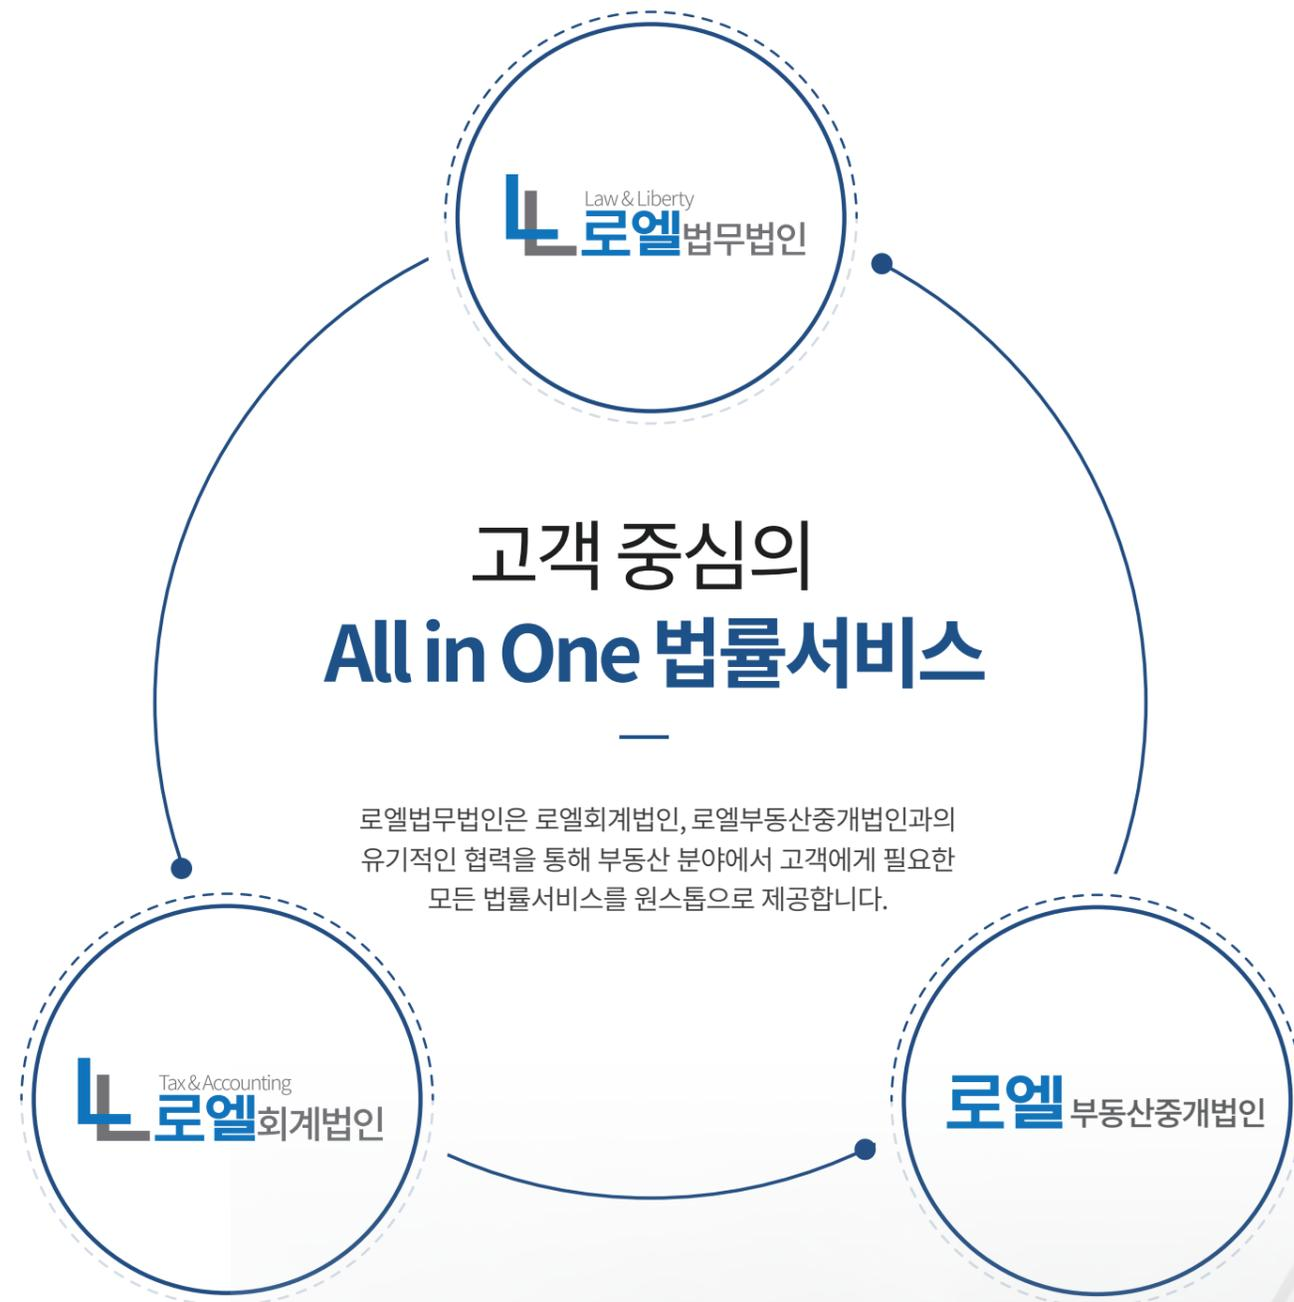 Law & Liberty
로엘법무법인
고객 중심의
All in One 법률서비스
로엘법무법인은 로엘회계법인, 로엘부동산중개법인과의
유기적인 협력을 통해 부동산 분야에서 고객에게 필요한
모든 법률서비스를 원스톱으로 제공합니다.
Tax & Accounting
로엘회계법인
로엘 부동산중개법인